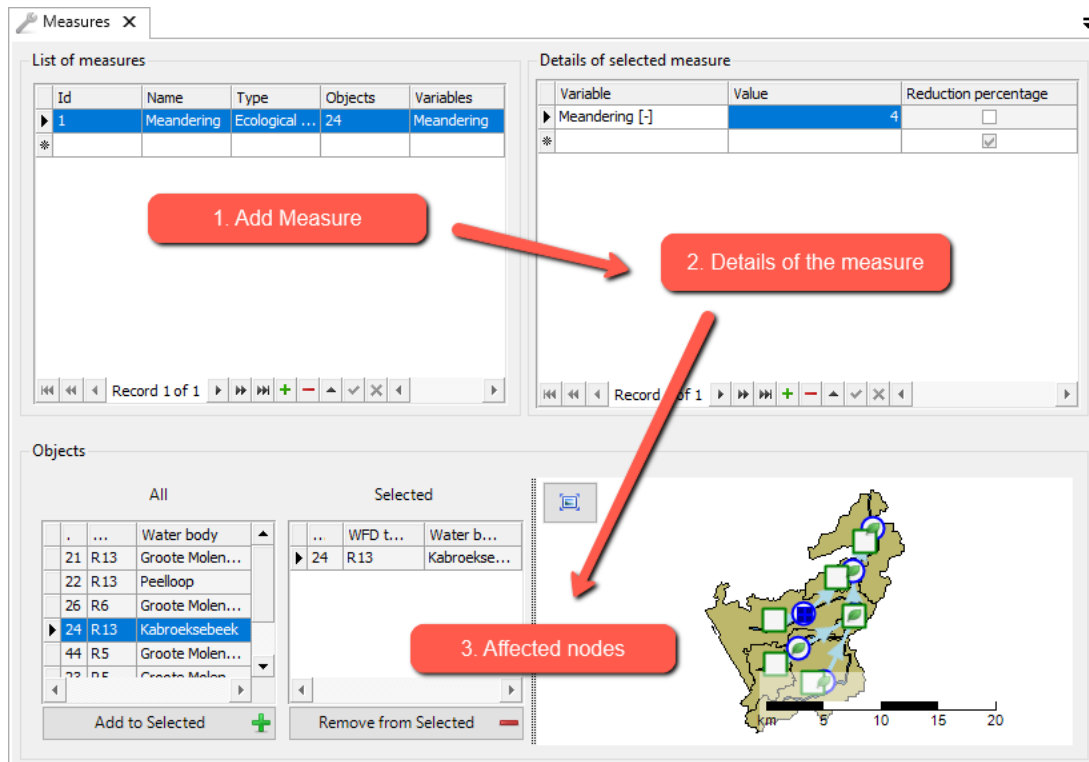 Measures X
List of measures
Id Name Type Objects Variables
1 Meandering Ecological ... 24 Meandering
1. Add Measure
Record 1 of 1
Details of selected measure
Variable Value Reduction percentage
Meandering [-] 4
2. Details of the measure
Record of 1
Objects
All
. ... Water body
21 R13 Groote Molen...
22 R13 Peelloop
26 R6 Groote Molen...
24 R13 Kabroeksebeek
44 R5 Groote Molen...
Add to Selected
Selected
... WFD t... Water b...
24 R13 Kabroekse...
Remove from Selected
3. Affected nodes
km 5 10 15 20